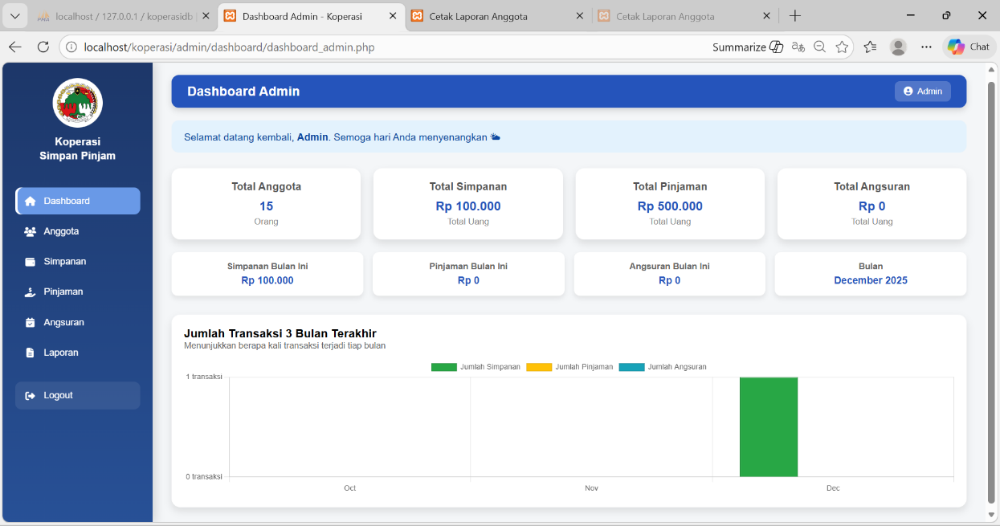 localhost / 127.0.0.1 / koperasidb
Dashboard Admin - Koperasi
Cetak Laporan Anggota
Cetak Laporan Anggota
localhost/koperasi/admin/dashboard/dashboard_admin.php
Summarize
Chat
Koperasi
Simpan Pinjam
Dashboard
Anggota
Simpanan
Pinjaman
Angsuran
Laporan
Logout
Dashboard Admin
Admin
Selamat datang kembali, Admin. Semoga hari Anda menyenangkan
Total Anggota
15
Orang
Total Simpanan
Rp 100.000
Total Uang
Total Pinjaman
Rp 500.000
Total Uang
Total Angsuran
Rp 0
Total Uang
Simpanan Bulan Ini
Rp 100.000
Pinjaman Bulan Ini
Rp 0
Angsuran Bulan Ini
Rp 0
Bulan
December 2025
Jumlah Transaksi 3 Bulan Terakhir
Menunjukkan berapa kali transaksi terjadi tiap bulan
Jumlah Simpanan
Jumlah Pinjaman
Jumlah Angsuran
1 transaksi
0 transaksi
Oct
Nov
Dec